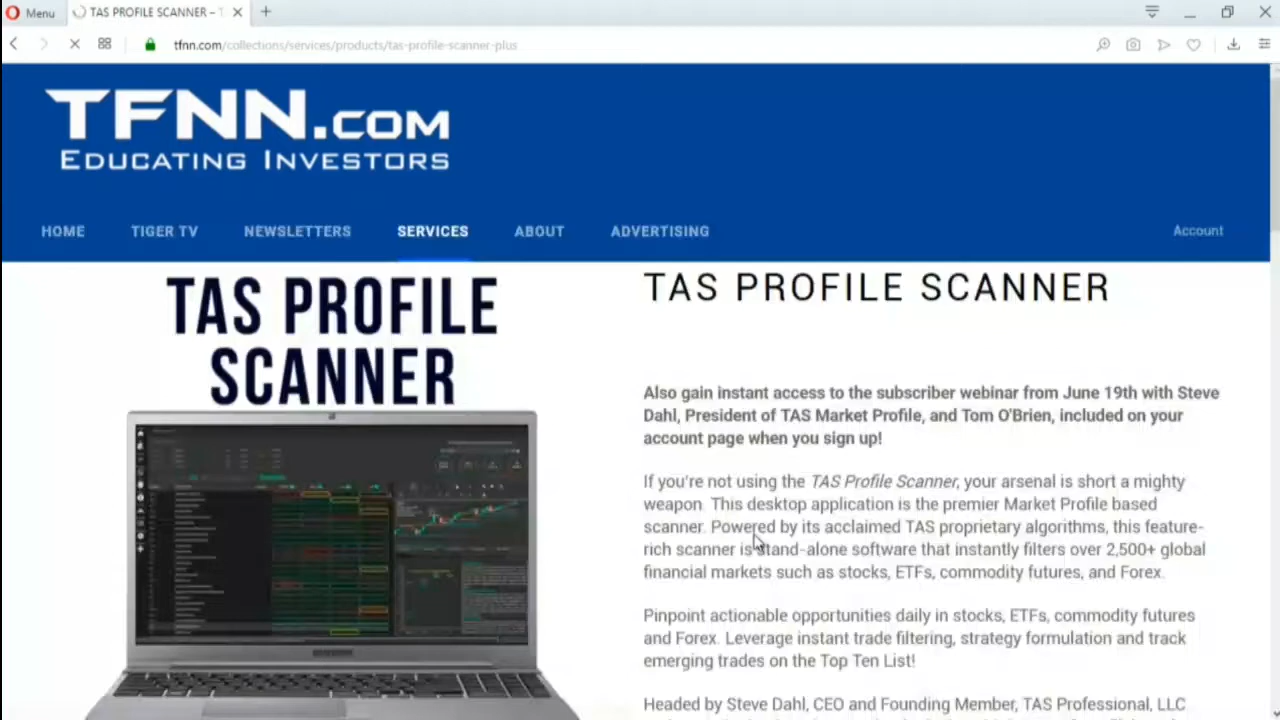 Menu
TAS PROFILE SCANNER –
tfnn.com/collections/services/products/tas-profile-scanner-plus
TFNN.COM
EDUCATING INVESTORS
HOME TIGER TV NEWSLETTERS SERVICES ABOUT ADVERTISING Account
TAS PROFILE
SCANNER
TAS PROFILE SCANNER
Also gain instant access to the subscriber webinar from June 19th with Steve
Dahl, President of TAS Market Profile, and Tom O'Brien, included on your
account page when you sign up!
If you're not using the TAS Profile Scanner, your arsenal is short a mighty
weapon. This desktop application is the premier Market Profile based
scanner. Powered by its acclaimed TAS proprietary algorithms, this feature-
rich scanner is stand-alone software that instantly filters over 2,500+ global
financial markets such as stocks, ETFs, commodity futures, and Forex.
Pinpoint actionable opportunities daily in stocks, ETFs, commodity futures
and Forex. Leverage instant trade filtering, strategy formulation and track
emerging trades on the Top Ten List!
Headed by Steve Dahl, CEO and Founding Member, TAS Professional, LLC